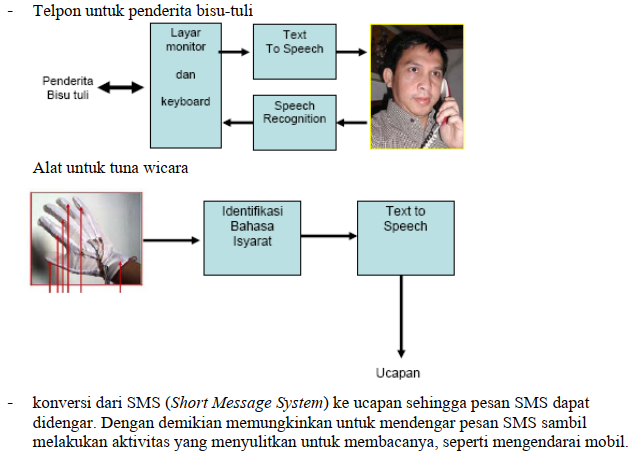 - Telpon untuk penderita bisu-tuli
Layar
monitor
dan
keyboard
Text
To Speech
Penderita
Bisu tuli
Speech
Recognition
Alat untuk tuna wicara
Identifikasi
Bahasa
Isyarat
Text to
Speech
Ucapan
- konversi dari SMS (Short Message System) ke ucapan sehingga pesan SMS dapat
didengar. Dengan demikian memungkinkan untuk mendengar pesan SMS sambil
melakukan aktivitas yang menyulitkan untuk membacanya, seperti mengendarai mobil.